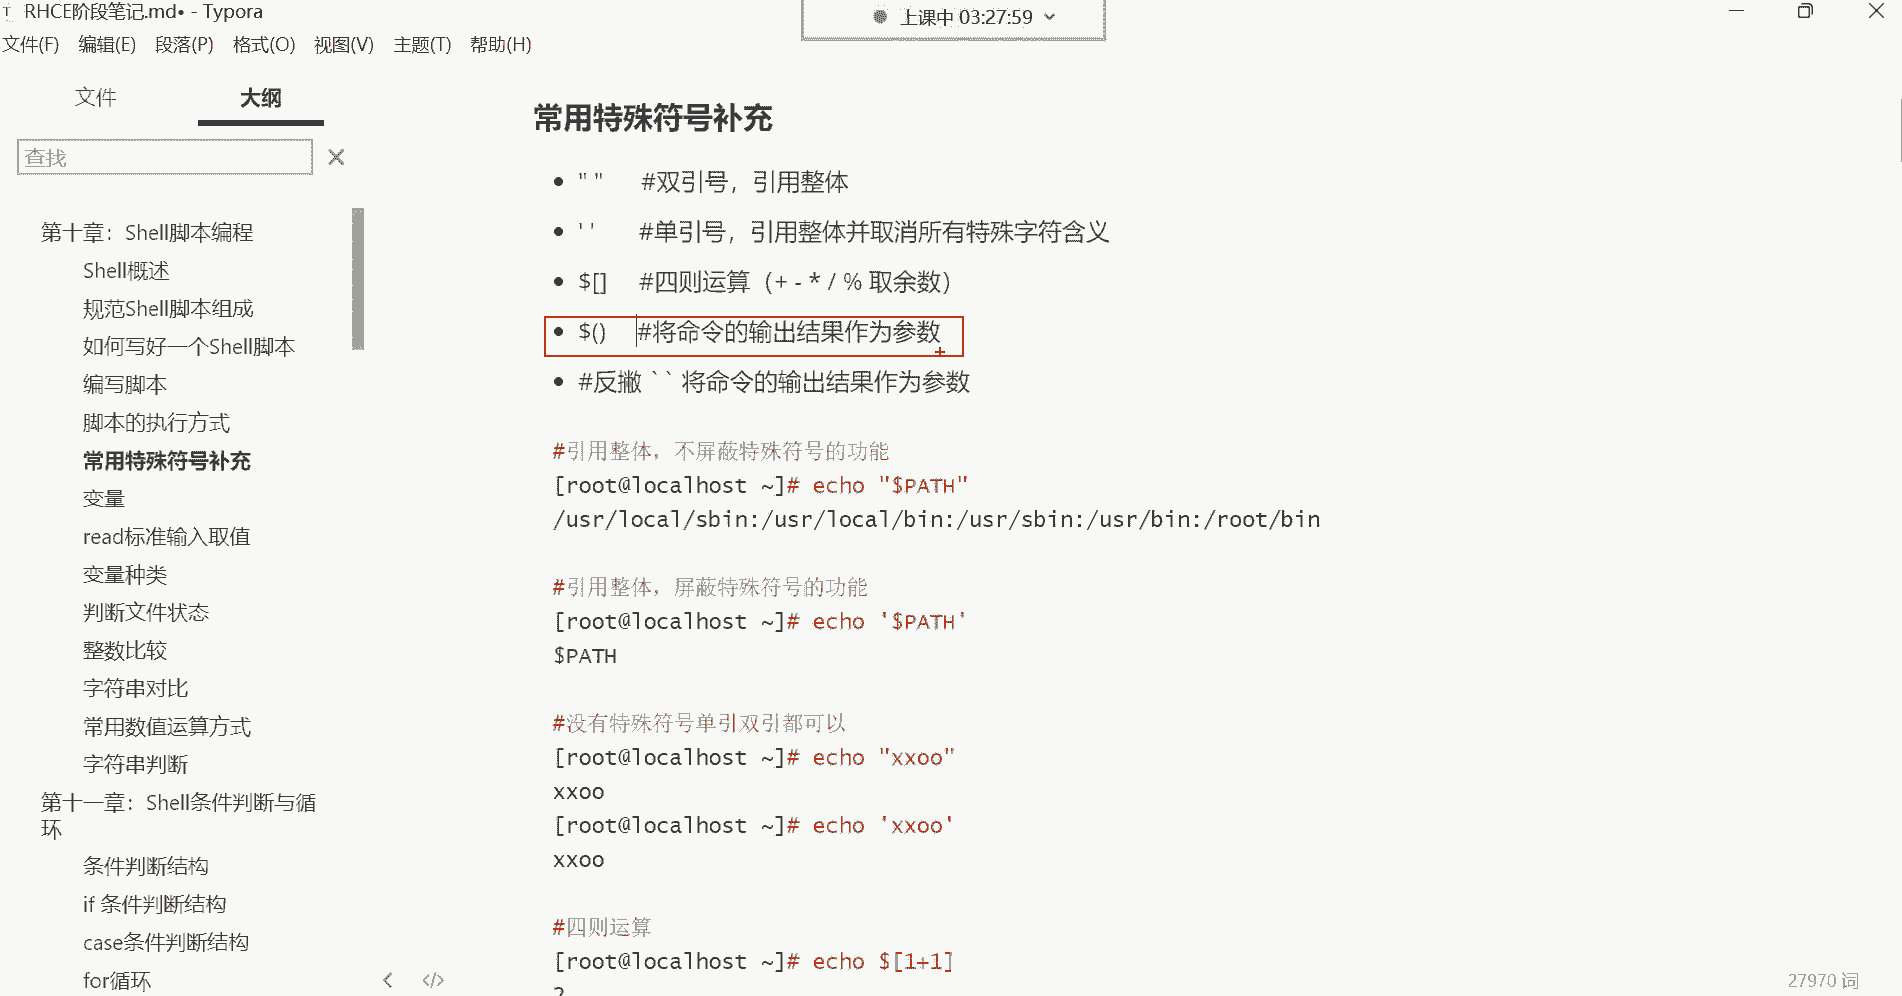 RHCE阶段笔记.md• - Typora
上课中 03:27:59
文件(F) 编辑(E) 段落(P) 格式(O) 视图(V) 主题(T) 帮助(H)
文件 大纲
查找
第十章：Shell脚本编程
Shell概述
规范Shell脚本组成
如何写好一个Shell脚本
编写脚本
脚本的执行方式
常用特殊符号补充
变量
read标准输入取值
变量种类
判断文件状态
整数比较
字符串对比
常用数值运算方式
字符串判断
第十一章：Shell条件判断与循
环
条件判断结构
if 条件判断结构
case条件判断结构
for循环
常用特殊符号补充
• " " #双引号，引用整体
• ' ' #单引号，引用整体并取消所有特殊字符含义
• $[] #四则运算（+ - * / % 取余数）
• $() #将命令的输出结果作为参数
• #反撇 ` ` 将命令的输出结果作为参数
#引用整体，不屏蔽特殊符号的功能
[root@localhost ~]# echo "$PATH"
/usr/local/sbin:/usr/local/bin:/usr/sbin:/usr/bin:/root/bin
#引用整体，屏蔽特殊符号的功能
[root@localhost ~]# echo '$PATH'
$PATH
#没有特殊符号单引双引都可以
[root@localhost ~]# echo "xxoo"
xxoo
[root@localhost ~]# echo 'xxoo'
xxoo
#四则运算
[root@localhost ~]# echo $[1+1]
2
27970 词